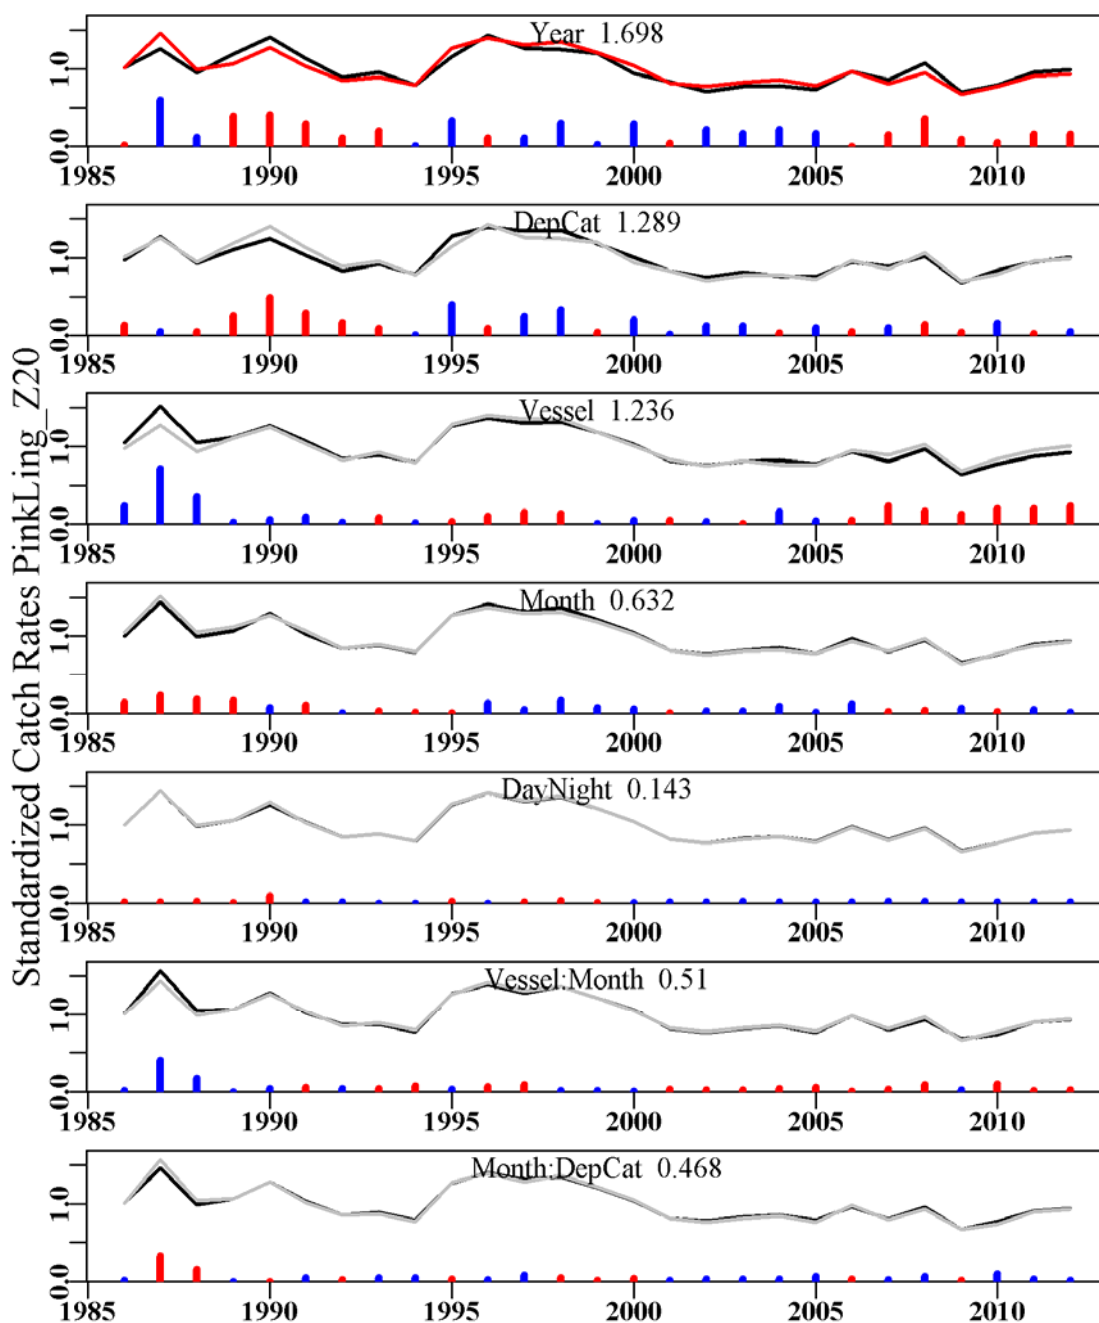 Standardized Catch Rates PinkLing_Z20
Year 1.698
1.0
0.0
1985 1990 1995 2000 2005 2010
DepCat 1.289
1.0
0.0
1985 1990 1995 2000 2005 2010
Vessel 1.236
1.0
0.0
1985 1990 1995 2000 2005 2010
Month 0.632
1.0
0.0
1985 1990 1995 2000 2005 2010
DayNight 0.143
1.0
0.0
1985 1990 1995 2000 2005 2010
Vessel:Month 0.51
1.0
0.0
1985 1990 1995 2000 2005 2010
Month:DepCat 0.468
1.0
0.0
1985 1990 1995 2000 2005 2010